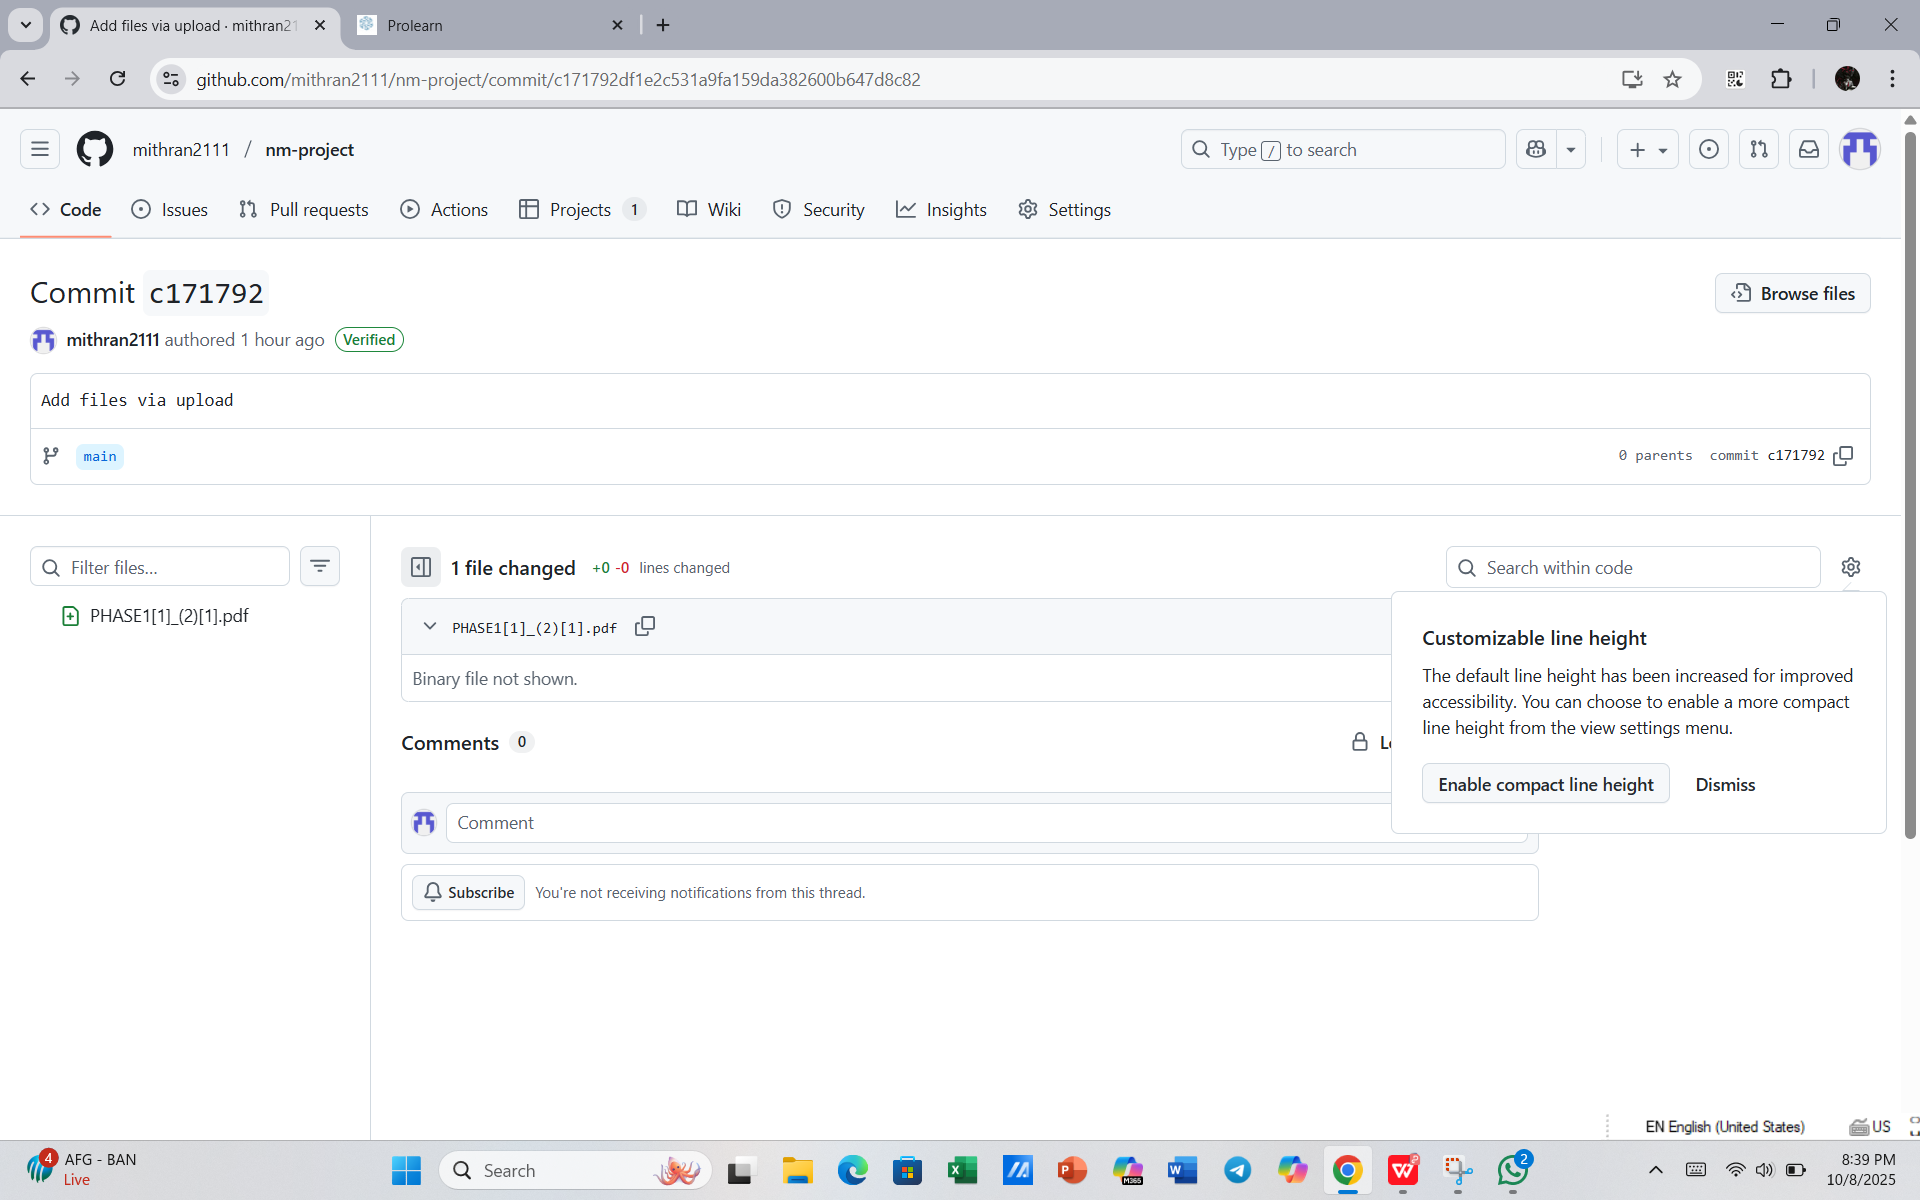 Add files via upload · mithran21
Prolearn
github.com/mithran2111/nm-project/commit/c171792df1e2c531a9fa159da382600b647d8c82
mithran2111 / nm-project
Type / to search
Code
Issues
Pull requests
Actions
Projects 1
Wiki
Security
Insights
Settings
Commit c171792
Browse files
mithran2111 authored 1 hour ago Verified
Add files via upload
main
0 parents commit c171792
Filter files...
1 file changed +0 -0 lines changed
Search within code
PHASE1[1]_(2)[1].pdf
PHASE1[1]_(2)[1].pdf
Binary file not shown.
Customizable line height
The default line height has been increased for improved
accessibility. You can choose to enable a more compact
line height from the view settings menu.
Enable compact line height
Dismiss
Comments 0
Comment
Subscribe
You're not receiving notifications from this thread.
EN English (United States)
US
4
AFG - BAN
Live
Search
M365
2
8:39 PM
10/8/2025